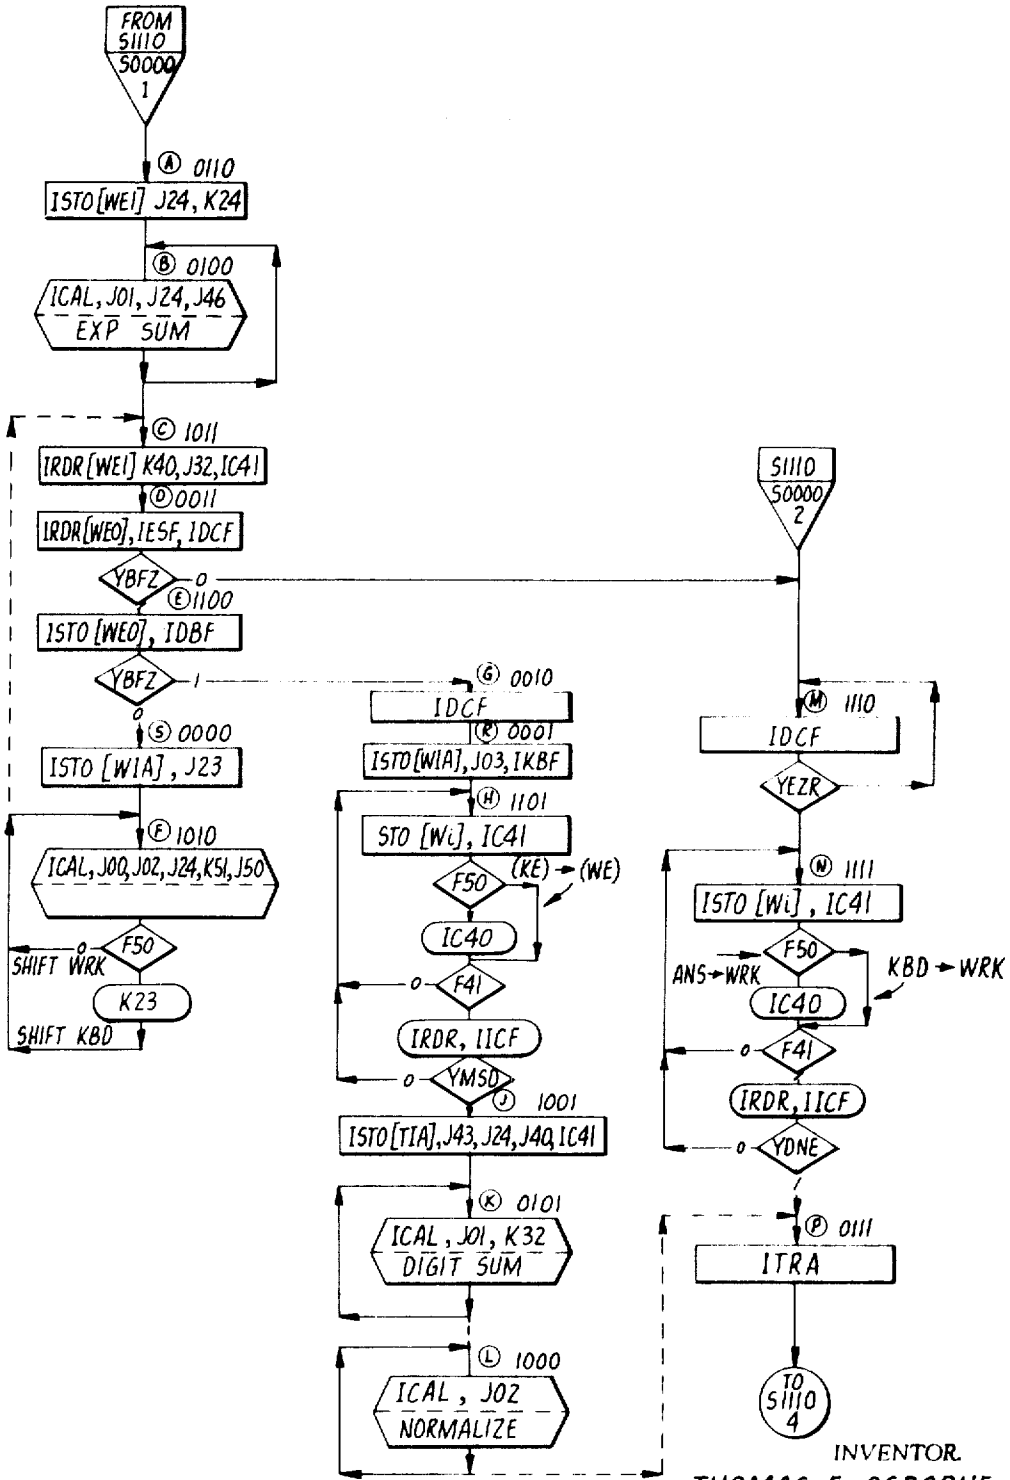 FROM
S1110
S0000
1
Ⓐ 0110
ISTO[WEI] J24, K24
Ⓑ 0100
ICAL, J01, J24, J46
EXP SUM
Ⓒ 1011
IRDR[WEI] K40, J32, IC41
Ⓓ 0011
IRDR[WEO], IESF, IDCF
YBFZ 0
Ⓔ 1100
ISTO[WEO], IDBF
YBFZ 1
0
Ⓢ 0000
ISTO [WIA], J23
Ⓕ 1010
ICAL, J00, J02, J24, K51, J50
0 F50
SHIFT WRK
K23
SHIFT KBD
Ⓖ 0010
IDCF
Ⓡ 0001
ISTO[WIA], J03, IKBF
Ⓗ 1101
STO [Wi], IC41
F50 (KE) → (WE)
IC40
0 F41
IRDR, IICF
0 YMSD
Ⓙ 1001
ISTO[TIA], J43, J24, J40, IC41
Ⓚ 0101
ICAL, J01, K32
DIGIT SUM
Ⓛ 1000
ICAL, J02
NORMALIZE
S1110
S0000
2
Ⓜ 1110
IDCF
YEZR
Ⓝ 1111
ISTO [Wi], IC41
F50
ANS→WRK
KBD → WRK
IC40
0 F41
IRDR, IICF
0 YDNE
Ⓟ 0111
ITRA
TO
S1110
4
INVENTOR.